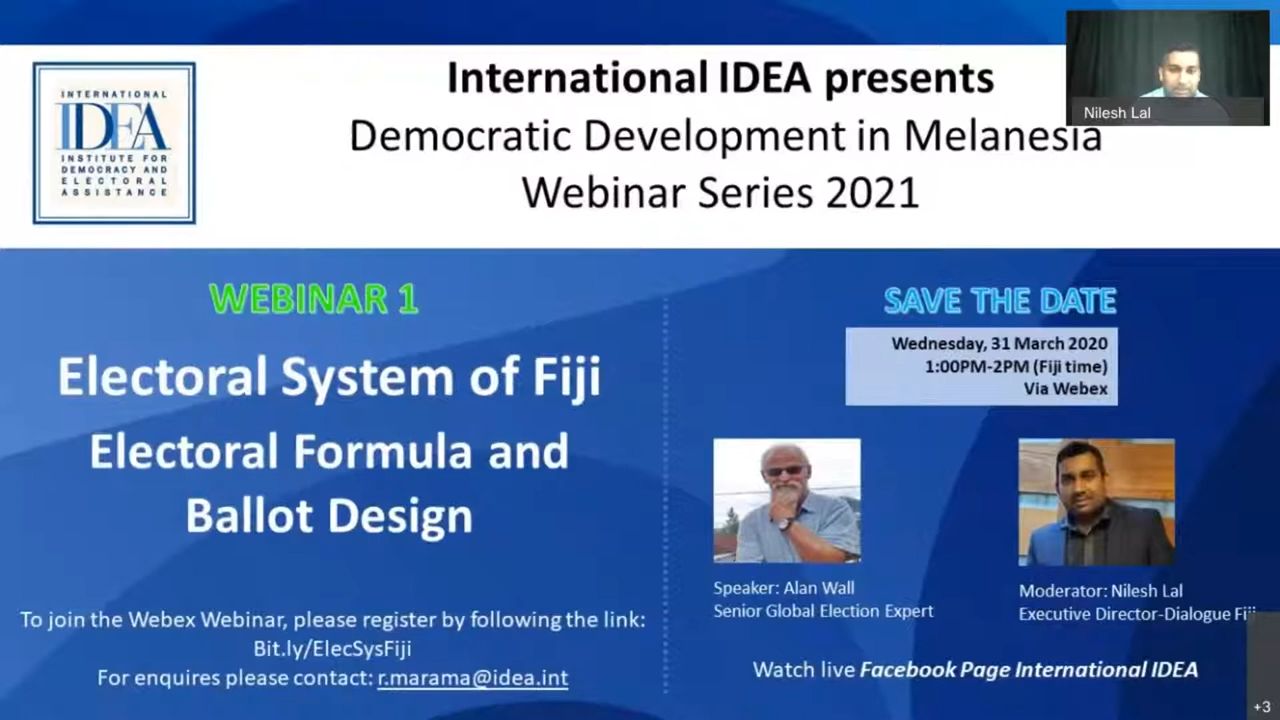 INTERNATIONAL
IDEA
INSTITUTE FOR
DEMOCRACY AND
ELECTORAL
ASSISTANCE
International IDEA presents
Democratic Development in Melanesia
Webinar Series 2021
Nilesh Lal
WEBINAR 1
Electoral System of Fiji
Electoral Formula and
Ballot Design
To join the Webex Webinar, please register by following the link:
Bit.ly/ElecSysFiji
For enquires please contact: r.marama@idea.int
SAVE THE DATE
Wednesday, 31 March 2020
1:00PM-2PM (Fiji time)
Via Webex
Speaker: Alan Wall
Senior Global Election Expert
Moderator: Nilesh Lal
Executive Director-Dialogue Fiji
Watch live Facebook Page International IDEA
+3